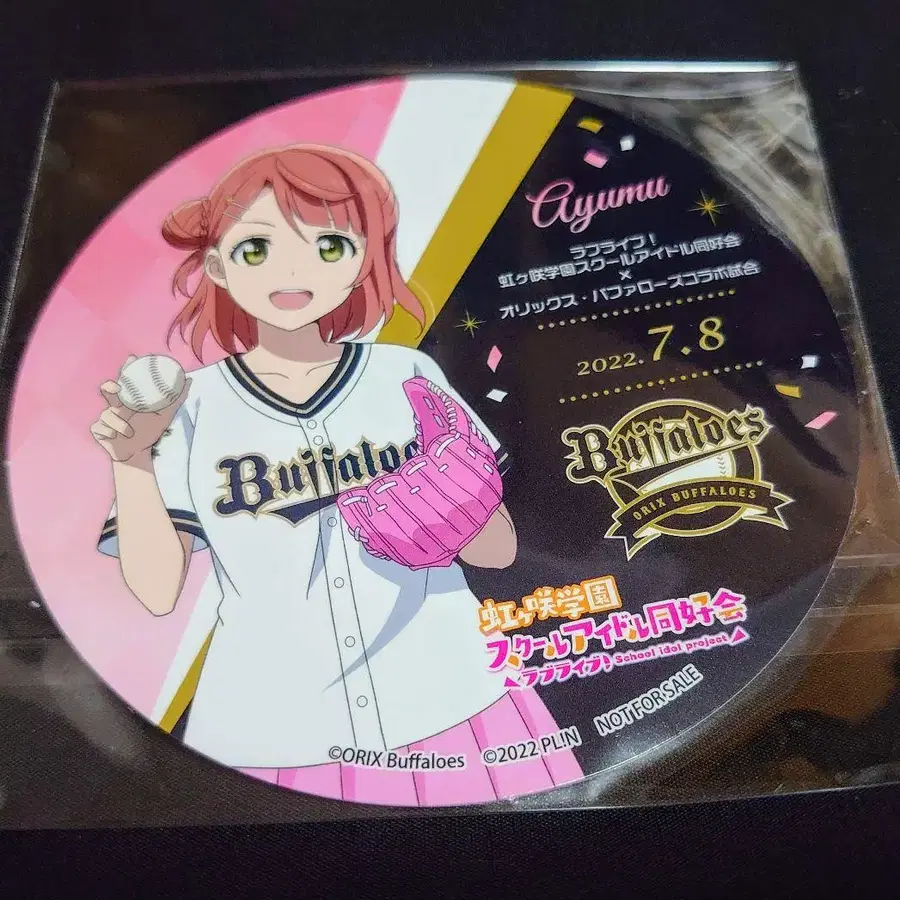 Ayumu
ラブライブ！
虹ヶ咲学園スクールアイドル同好会
×
オリックス・バファローズコラボ試合
2022.7.8
Buffaloes
ORIX BUFFALOES
Buffaloes
虹ヶ咲学園
スクールアイドル同好会
ラブライブ! School idol project
©ORIX Buffaloes ©2022 PL!N NOT FOR SALE